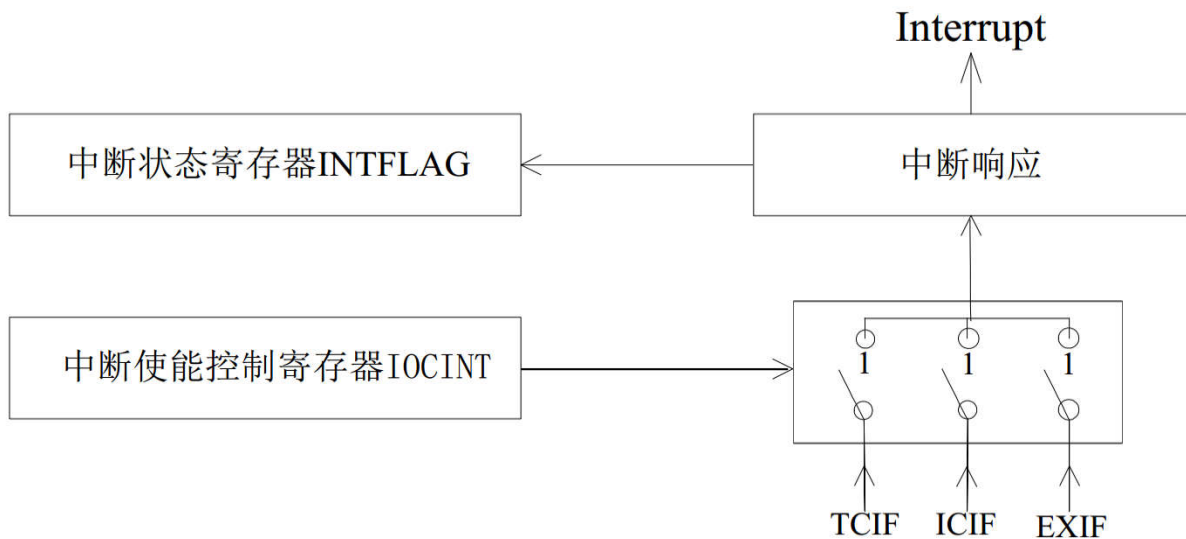 Interrupt
中断状态寄存器INTFLAG
中断响应
中断使能控制寄存器IOCINT
1 1 1
TCIF ICIF EXIF